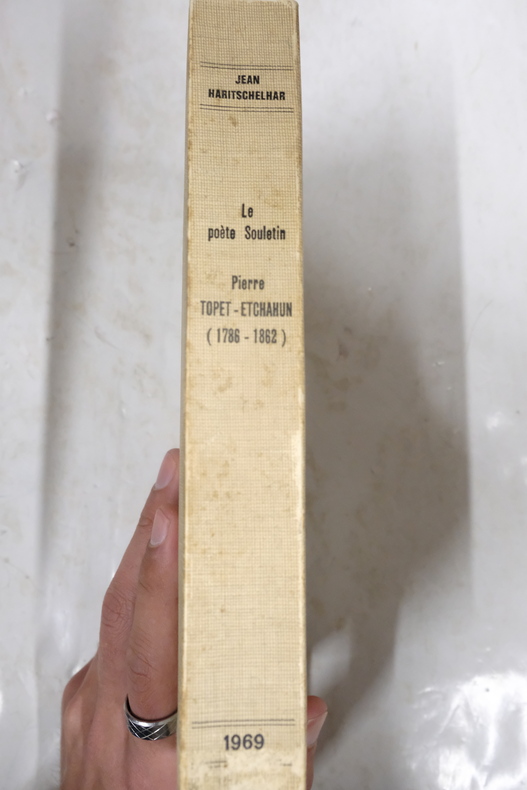 JEAN
HARITSCHELHAR
Le
poète Souletin
Pierre
TOPET - ETCHAHUN
( 1786 - 1862 )
1969